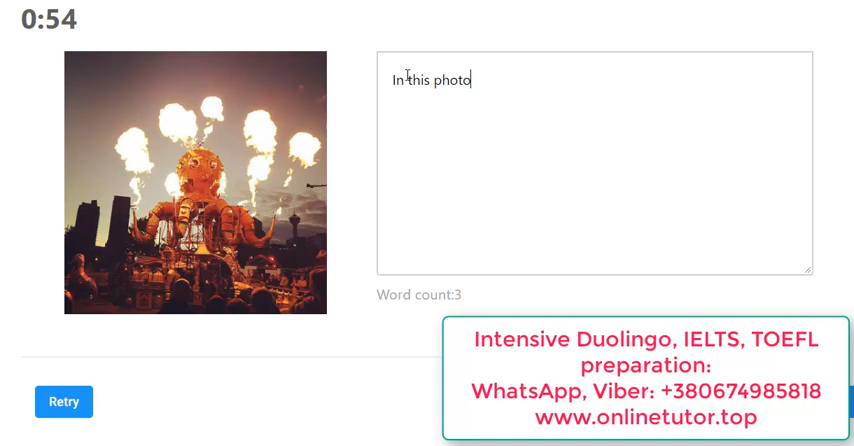 0:54
In this photo
Word count:3
Intensive Duolingo, IELTS, TOEFL
preparation:
WhatsApp, Viber: +380674985818
www.onlinetutor.top
Retry